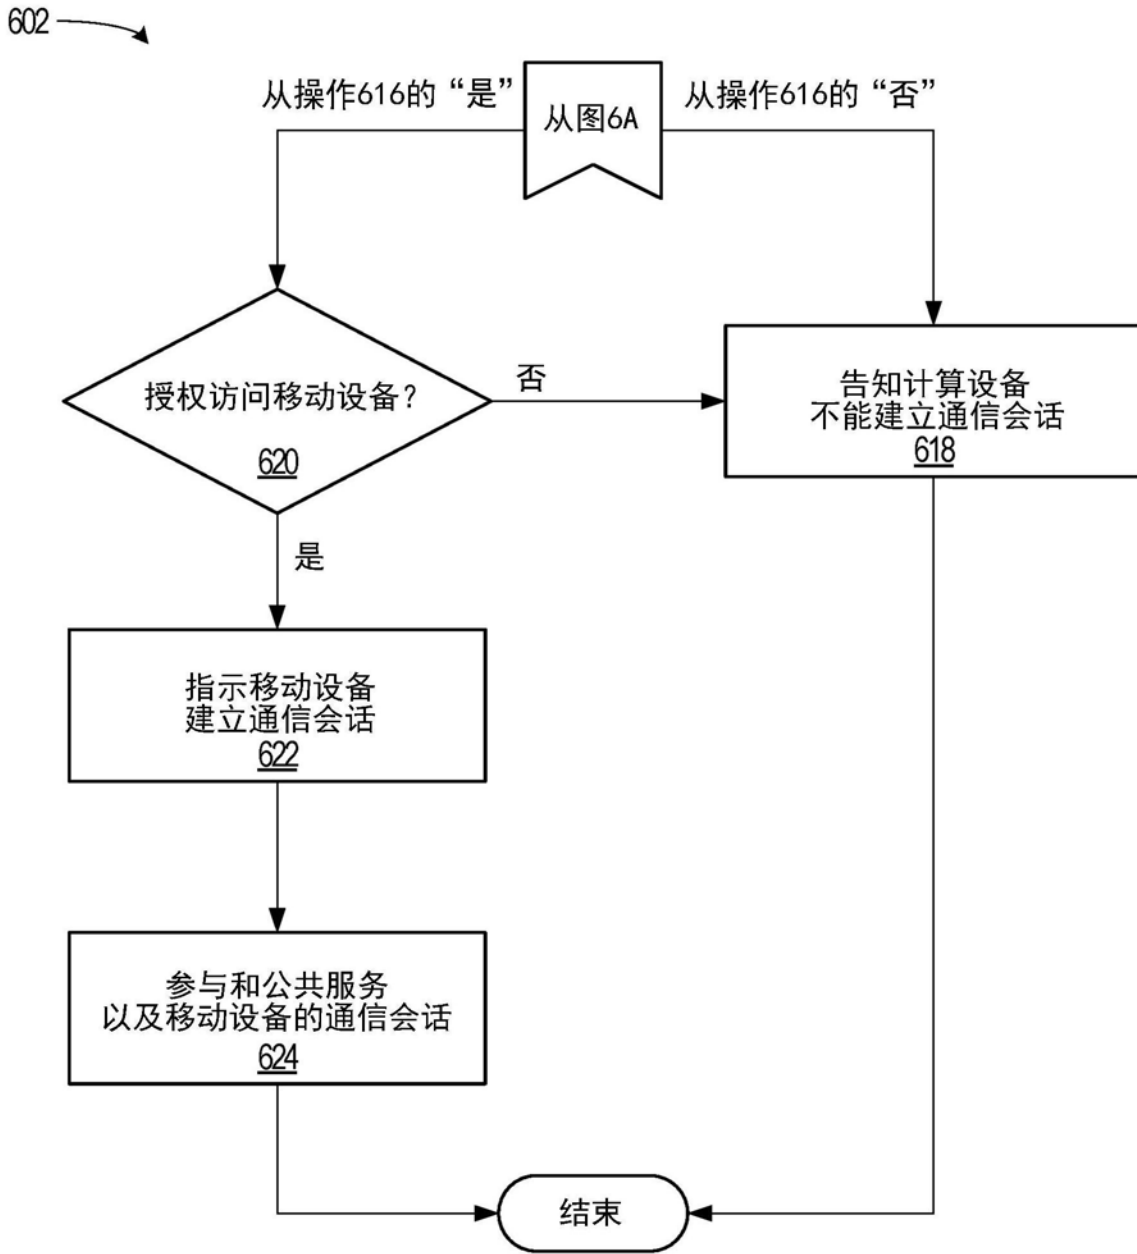 602
从操作616的“是”
从图6A
从操作616的“否”
授权访问移动设备？
620
否
告知计算设备
不能建立通信会话
618
是
指示移动设备
建立通信会话
622
参与和公共服务
以及移动设备的通信会话
624
结束